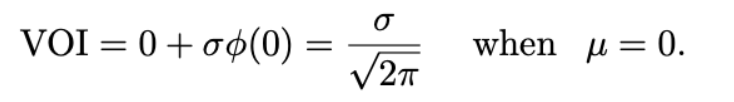 VOI = 0 + σϕ(0) = σ/√2π when μ = 0.